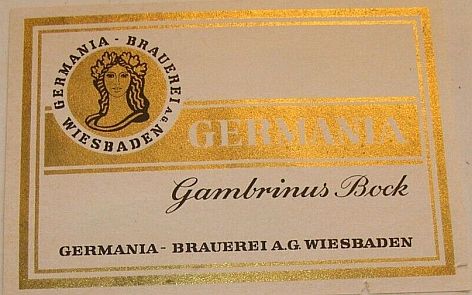 GERMANIA - BRAUEREI A.G.
WIESBADEN
GERMANIA
Gambrinus Bock
GERMANIA - BRAUEREI A.G. WIESBADEN